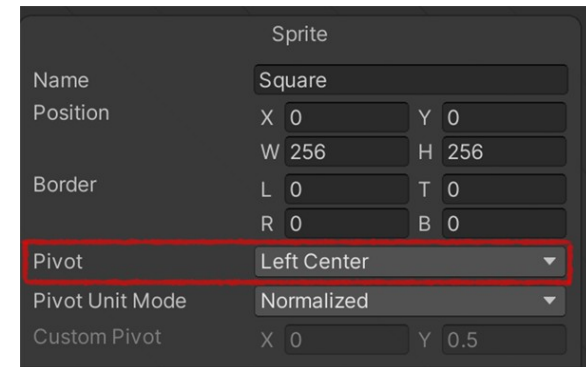 Sprite
Name Square
Position X 0 Y 0
W 256 H 256
Border L 0 T 0
R 0 B 0
Pivot Left Center
Pivot Unit Mode Normalized
Custom Pivot X 0 Y 0.5